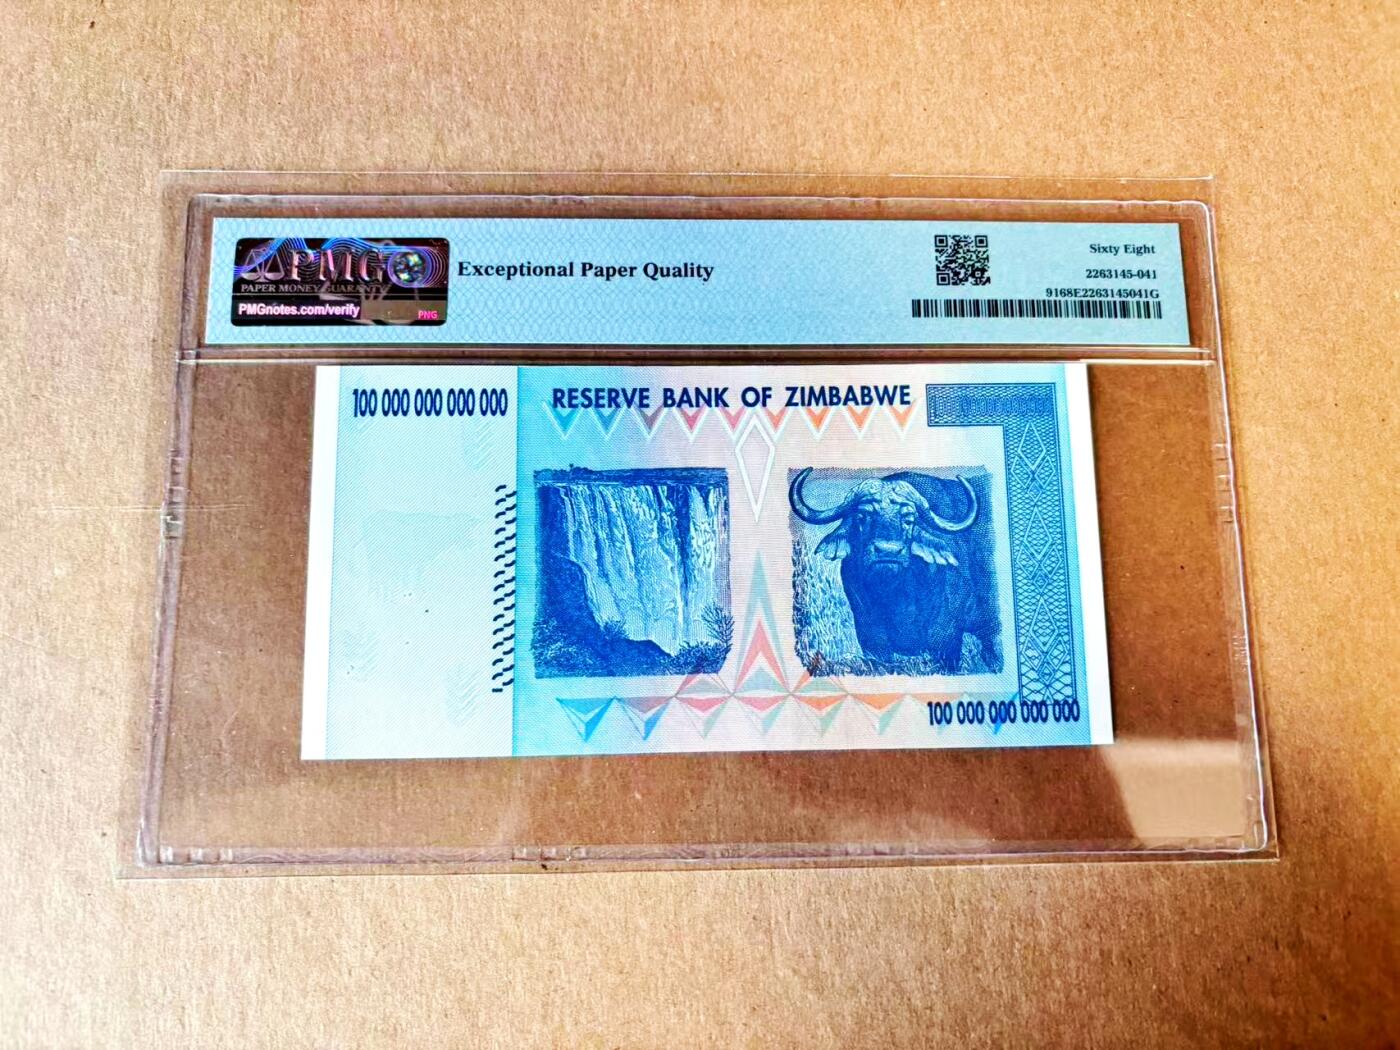 PMG
PAPER MONEY GUARANTY
PMGnotes.com/verify
PNG
Exceptional Paper Quality
Sixty Eight
2263145-041
9168E2263145041G
100 000 000 000 000
RESERVE BANK OF ZIMBABWE
100 000 000 000 000